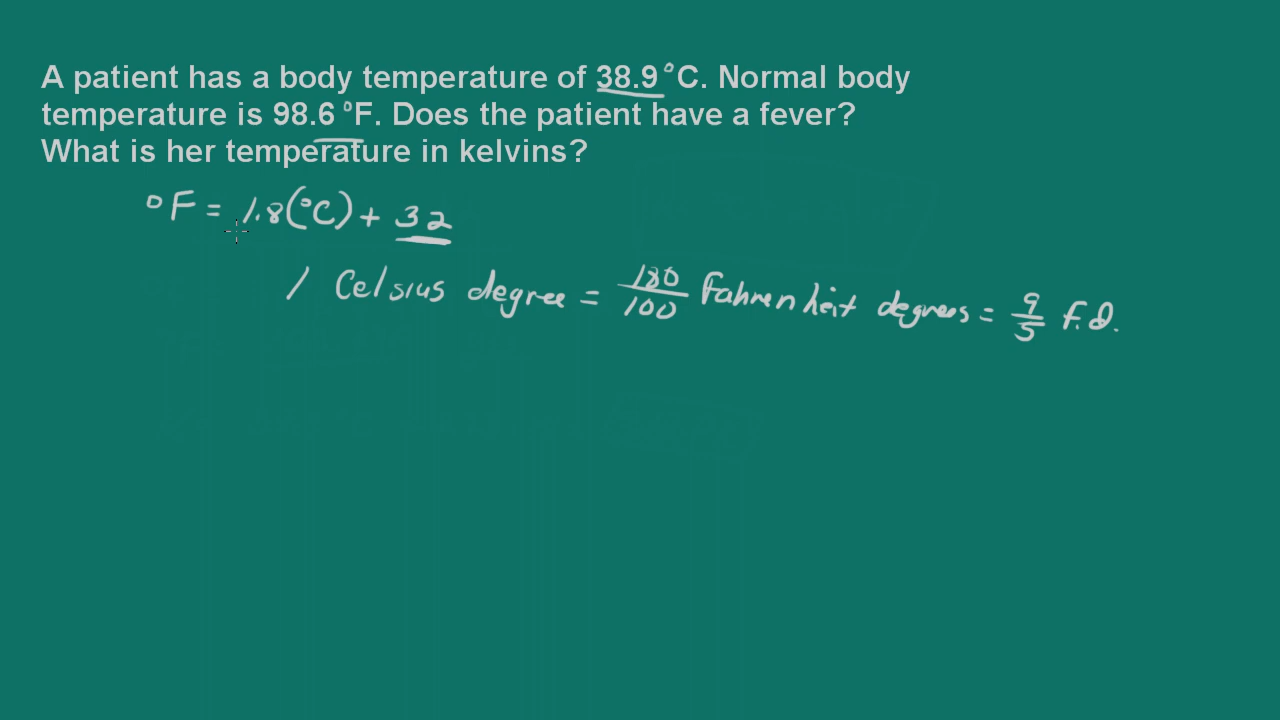 A patient has a body temperature of 38.9 °C. Normal body
temperature is 98.6 °F. Does the patient have a fever?
What is her temperature in kelvins?
°F = 1.8(°C) + 32
1 Celsius degree = 180/100 Fahrenheit degrees = 9/5 F.D.